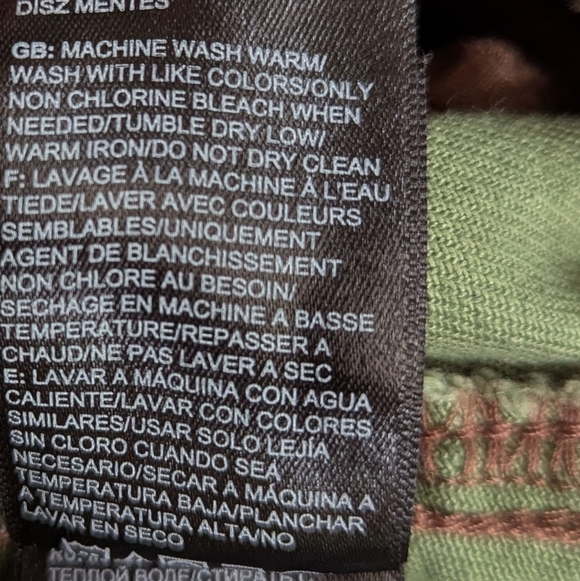 DISZ MENTES
GB: MACHINE WASH WARM/
WASH WITH LIKE COLORS/ONLY
NON CHLORINE BLEACH WHEN
NEEDED/TUMBLE DRY LOW/
WARM IRON/DO NOT DRY CLEAN
F: LAVAGE À LA MACHINE À L'EAU
TIEDE/LAVER AVEC COULEURS
SEMBLABLES/UNIQUEMENT
AGENT DE BLANCHISSEMENT
NON CHLORE AU BESOIN/
SECHAGE EN MACHINE A BASSE
TEMPERATURE/REPASSER A
CHAUD/NE PAS LAVER A SEC
E: LAVAR A MÁQUINA CON AGUA
CALIENTE/LAVAR CON COLORES
SIMILARES/USAR SOLO LEJÍA
SIN CLORO CUANDO SEA
NECESARIO/SECAR A MÁQUINA A
A TEMPERATURA BAJA/PLANCHAR
A TEMPERATURA ALTA/NO
LAVAR EN SECO
ТЕПЛОЙ ВОДЕ/СТИРАТЬ